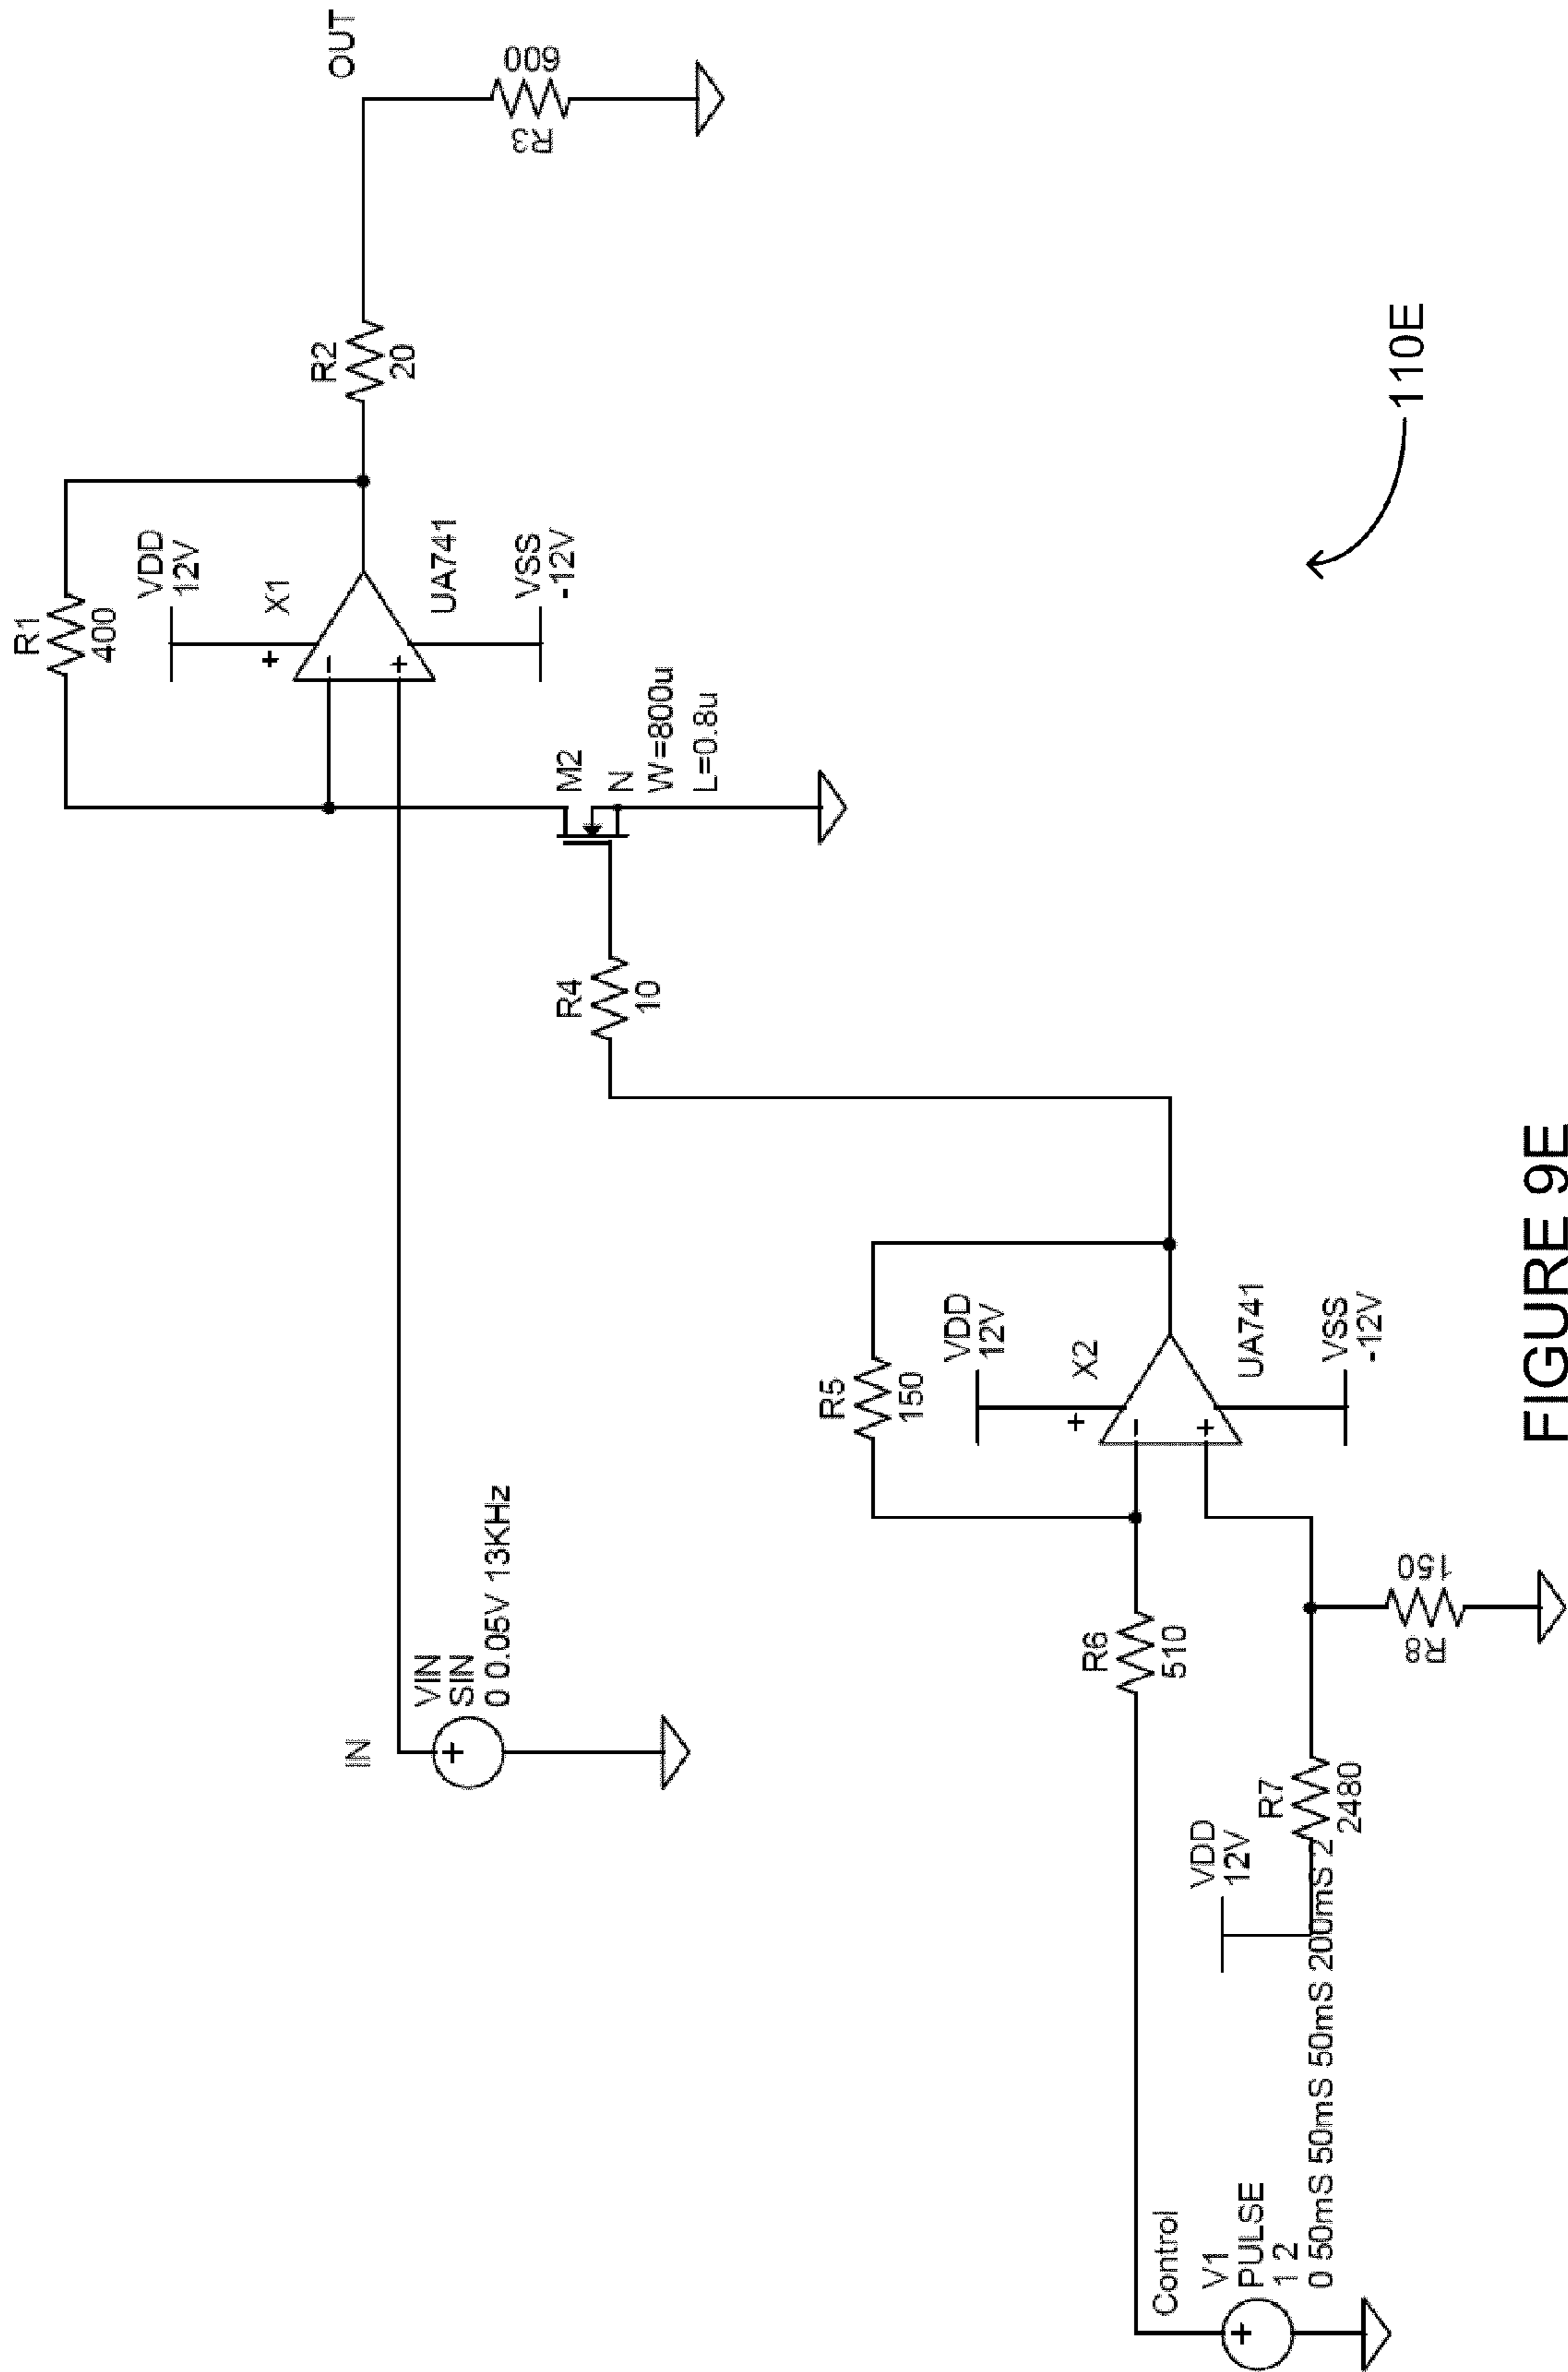 OUT
R1
400
R2
20
R3
600
VDD
12V
X1
+
-
+
UA741
VSS
-12V
M2
N
W=800u
L=0.8u
R4
10
IN
VIN
SIN
0 0.05V 13KHz
+
R5
150
VDD
12V
X2
+
-
+
UA741
VSS
-12V
R6
510
R8
150
VDD
12V
R7
2480
Control
V1
PULSE
1 2
0 50mS 50mS 50mS 200mS 2
+
110E
FIGURE 9E